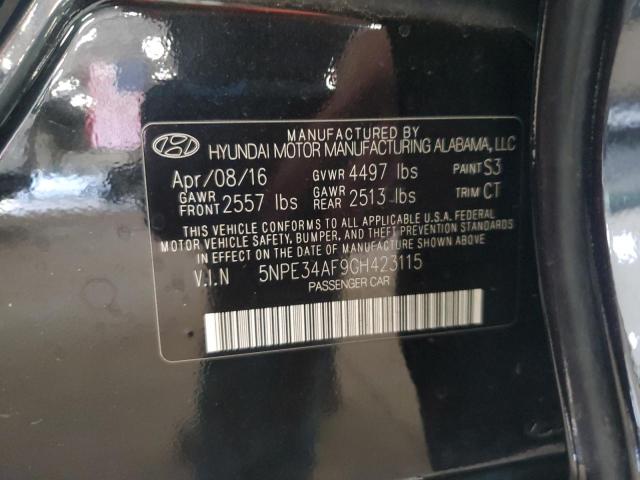 MANUFACTURED BY
HYUNDAI MOTOR MANUFACTURING ALABAMA, LLC
Apr/08/16 GVWR 4497 lbs PAINT S3
GAWR FRONT 2557 lbs GAWR REAR 2513 lbs TRIM CT
THIS VEHICLE CONFORMS TO ALL APPLICABLE U.S.A. FEDERAL
MOTOR VEHICLE SAFETY, BUMPER, AND THEFT PREVENTION STANDARDS
IN EFFECT ON THE DATE OF MANUFACTURE SHOWN ABOVE
V.I.N 5NPE34AF9GH423115
PASSENGER CAR